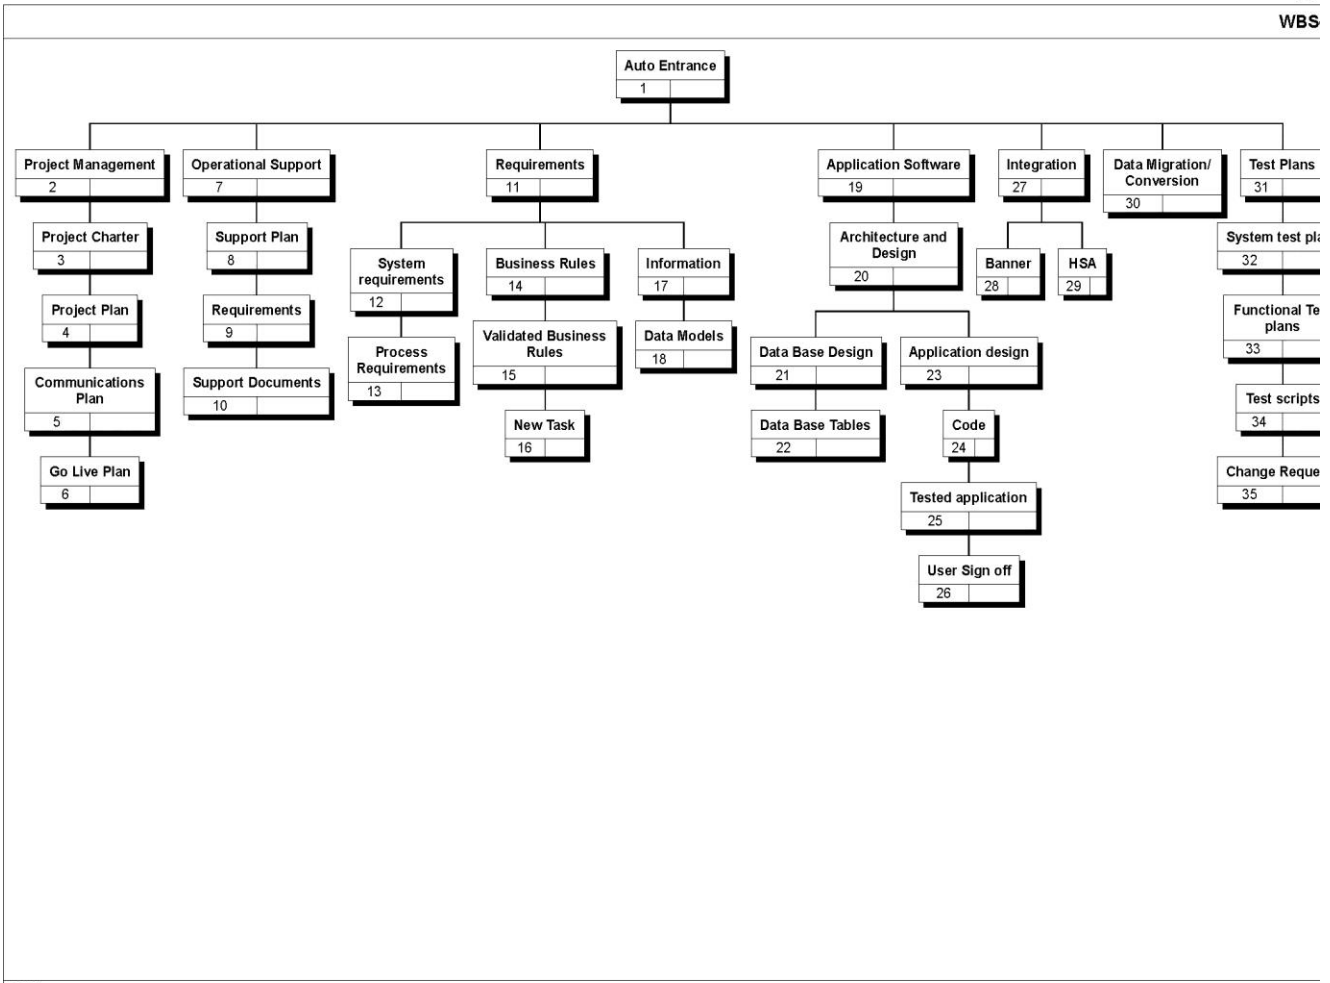 WBS
Auto Entrance
1
Project Management
2
Operational Support
7
Requirements
11
Application Software
19
Integration
27
Data Migration/
Conversion
30
Test Plans
31
Project Charter
3
Support Plan
8
System
requirements
12
Business Rules
14
Information
17
Architecture and
Design
20
Banner
28
HSA
29
System test
32
Project Plan
4
Requirements
9
Process
Requirements
13
Validated Business
Rules
15
Data Models
18
Data Base Design
21
Application design
23
Functional
plans
33
Communications
Plan
5
Support Documents
10
New Task
16
Data Base Tables
22
Code
24
Test scripts
34
Go Live Plan
6
Tested application
25
Change
35
User Sign off
26